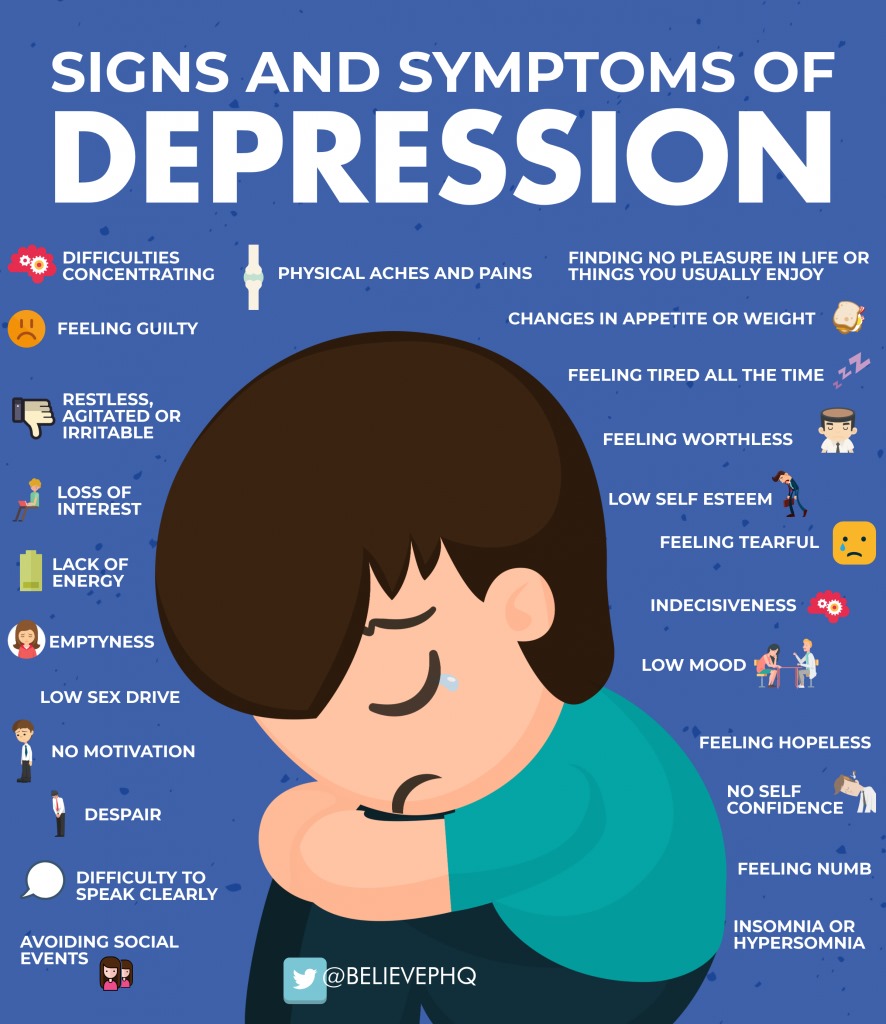 SIGNS AND SYMPTOMS OF
DEPRESSION
DIFFICULTIES
CONCENTRATING
PHYSICAL ACHES AND PAINS
FINDING NO PLEASURE IN LIFE OR
THINGS YOU USUALLY ENJOY
FEELING GUILTY
CHANGES IN APPETITE OR WEIGHT
RESTLESS,
AGITATED OR
IRRITABLE
FEELING TIRED ALL THE TIME
FEELING WORTHLESS
LOSS OF
INTEREST
LOW SELF ESTEEM
LACK OF
ENERGY
FEELING TEARFUL
EMPTYNESS
INDECISIVENESS
LOW SEX DRIVE
LOW MOOD
NO MOTIVATION
FEELING HOPELESS
DESPAIR
NO SELF
CONFIDENCE
DIFFICULTY TO
SPEAK CLEARLY
FEELING NUMB
AVOIDING SOCIAL
EVENTS
INSOMNIA OR
HYPERSOMNIA
@BELIEVEPHQ